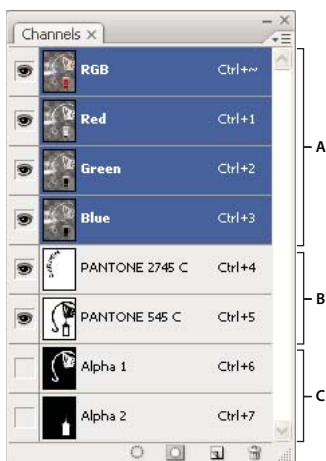 Channels ×
RGB Ctrl+~
Red Ctrl+1
Green Ctrl+2
Blue Ctrl+3
A
PANTONE 2745 C Ctrl+4
PANTONE 545 C Ctrl+5
B
Alpha 1 Ctrl+6
Alpha 2 Ctrl+7
C